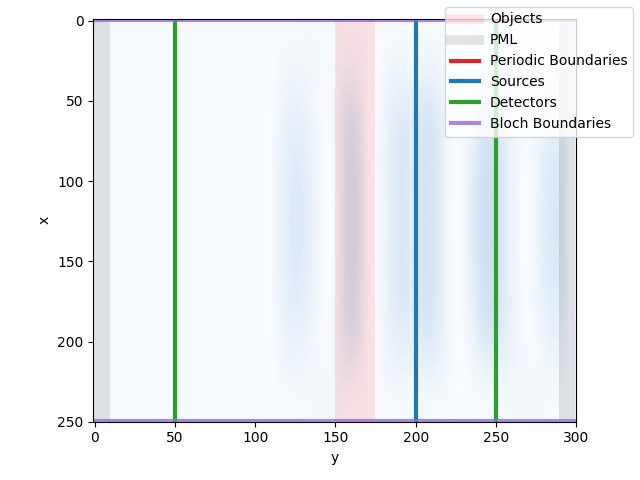 Objects
PML
Periodic Boundaries
Sources
Detectors
Bloch Boundaries
0
50
100
150
200
250
x
0
50
100
150
200
250
300
y